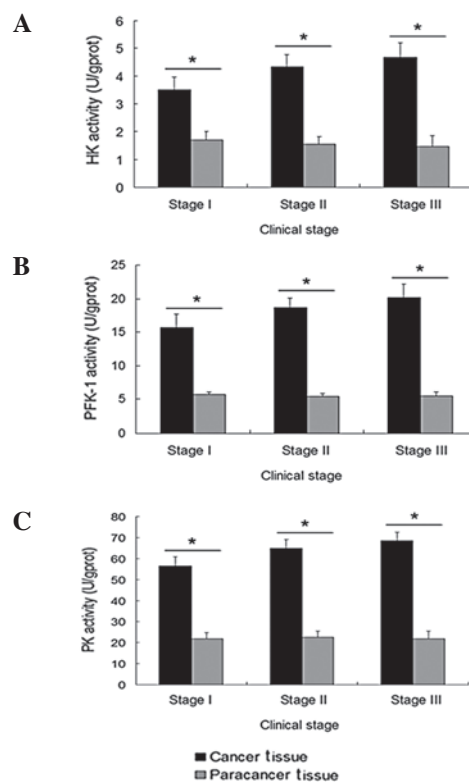 A
HK activity (U/gprot)
6
5
4
3
2
1
0
*
*
*
Stage I Stage II Stage III
Clinical stage
B
PFK-1 activity (U/gprot)
25
20
15
10
5
0
*
*
*
Stage I Stage II Stage III
Clinical stage
C
PK activity (U/gprot)
80
70
60
50
40
30
20
10
0
*
*
*
Stage I Stage II Stage III
Clinical stage
Cancer tissue
Paracancer tissue